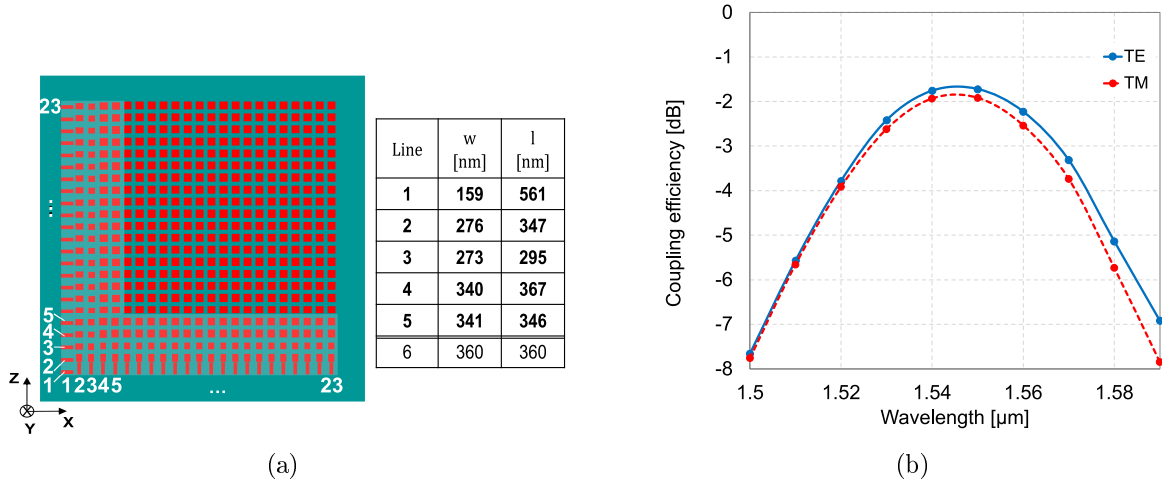 23
...
5
4
3
2
1
1 2 3 4 5 ... 23
Z
Y
X
Line w [nm] l [nm]
1 159 561
2 276 347
3 273 295
4 340 367
5 341 346
6 360 360
(a)
Coupling efficiency [dB]
0
-1
-2
-3
-4
-5
-6
-7
-8
TE
TM
1.5 1.52 1.54 1.56 1.58
Wavelength [µm]
(b)